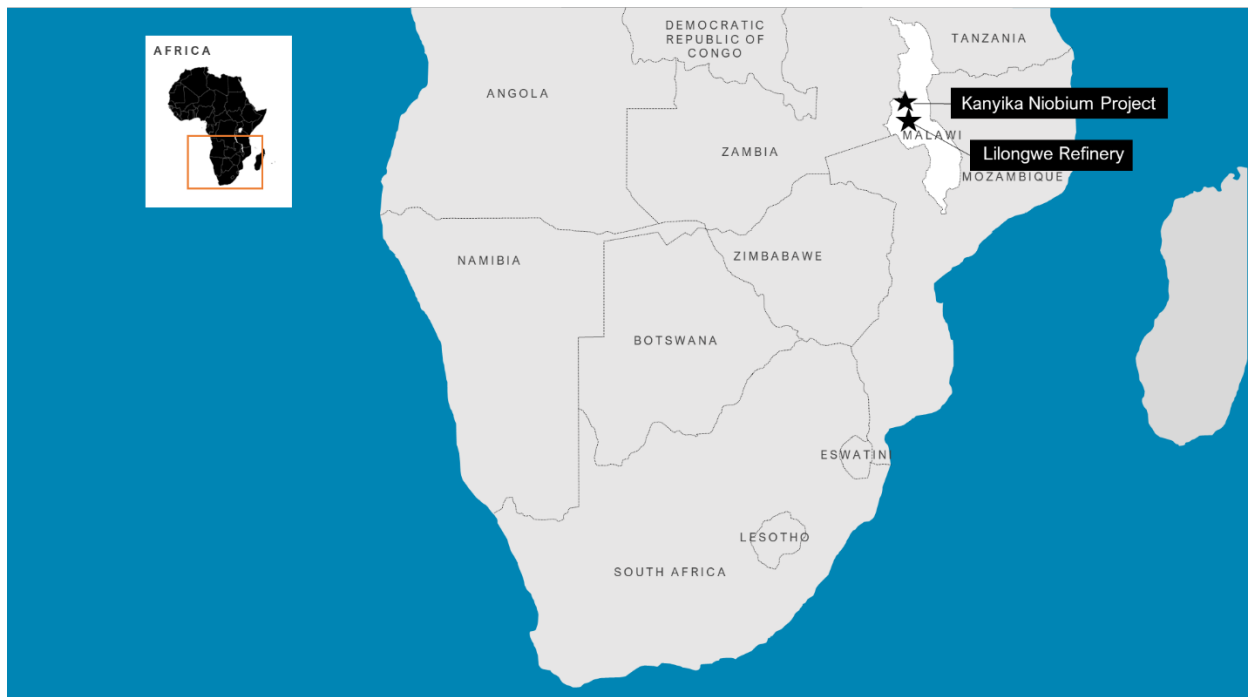 AFRICA
DEMOCRATIC
REPUBLIC OF
CONGO
TANZANIA
ANGOLA
Kanyika Niobium Project
MALAWI
ZAMBIA
Lilongwe Refinery
MOZAMBIQUE
NAMIBIA
ZIMBABAWE
BOTSWANA
ESWATINI
LESOTHO
SOUTH AFRICA